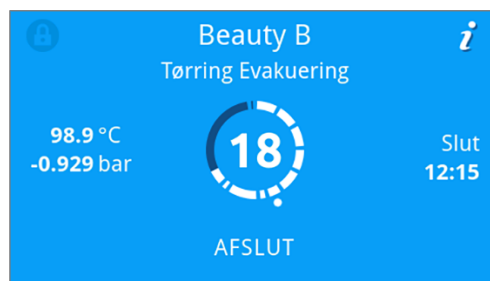 Beauty B
i
Tørring Evakuering
98.9 °C
-0.929 bar
18
Slut
12:15
AFSLUT